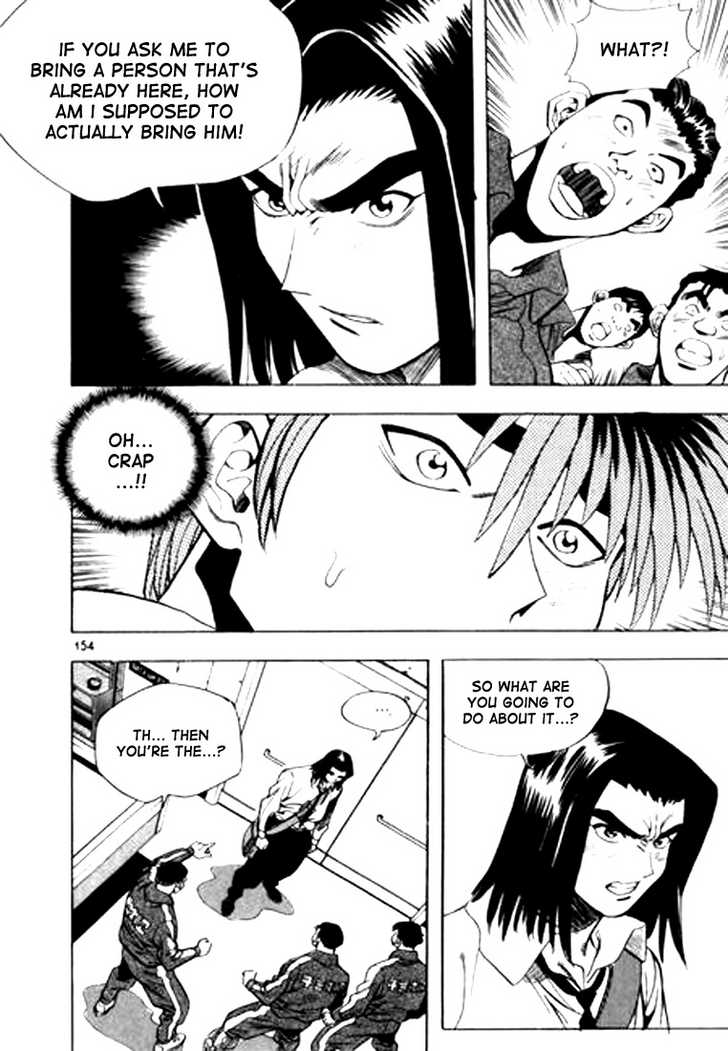 IF YOU ASK ME TO
BRING A PERSON THAT'S
ALREADY HERE, HOW
AM I SUPPOSED TO
ACTUALLY BRING HIM!
WHAT?!
OH...
CRAP
...!!
154
TH... THEN
YOU'RE THE...?
...
SO WHAT ARE
YOU GOING TO
DO ABOUT IT...?